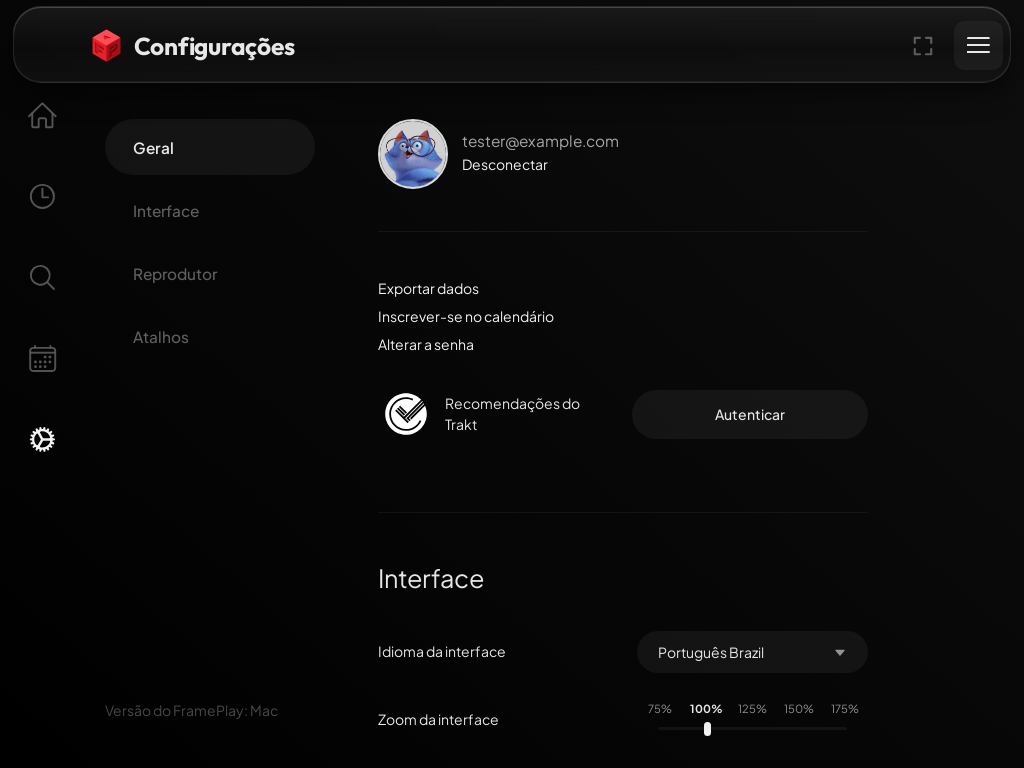 Configurações
Geral
Interface
Reprodutor
Atalhos
Versão do FramePlay: Mac
tester@example.com
Desconectar
Exportar dados
Inscrever-se no calendário
Alterar a senha
Recomendações do
Trakt
Autenticar
Interface
Idioma da interface
Português Brazil
Zoom da interface
75% 100% 125% 150% 175%